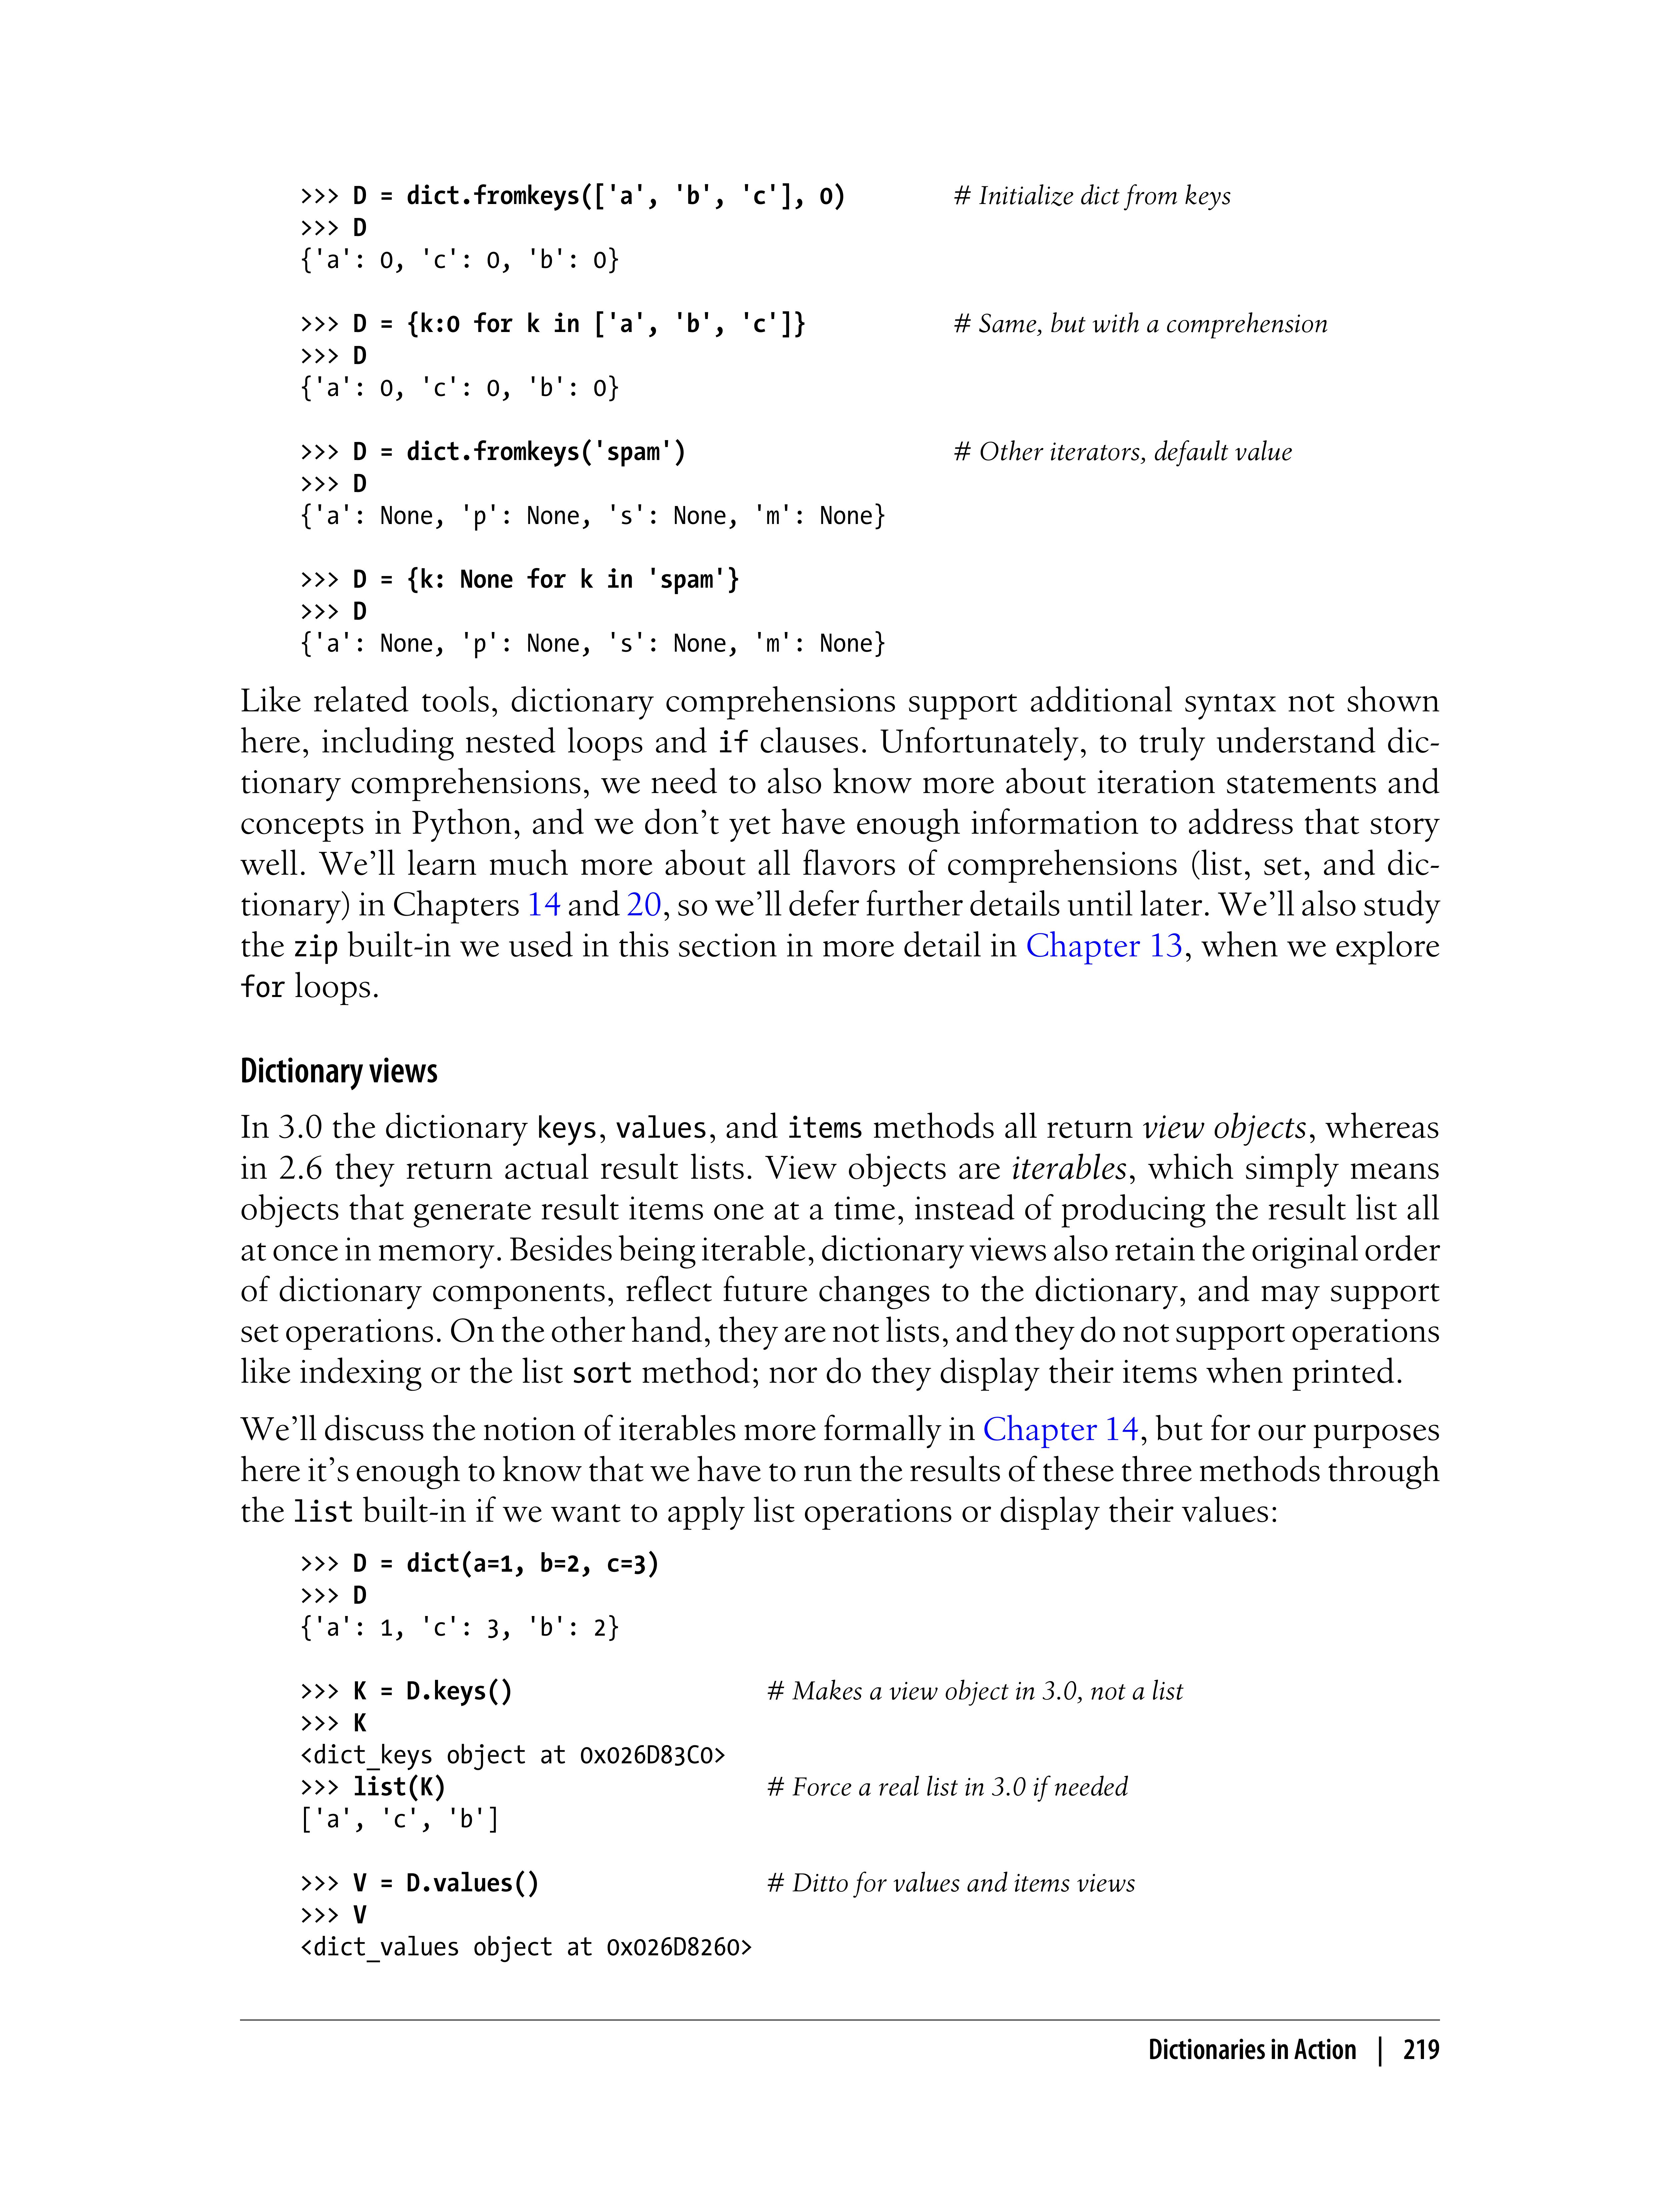 >>> D = dict.fromkeys(['a', 'b', 'c'], 0) # Initialize dict from keys
>>> D
{'a': 0, 'c': 0, 'b': 0}
>>> D = {k:0 for k in ['a', 'b', 'c']} # Same, but with a comprehension
>>> D
{'a': 0, 'c': 0, 'b': 0}
>>> D = dict.fromkeys('spam') # Other iterators, default value
>>> D
{'a': None, 'p': None, 's': None, 'm': None}
>>> D = {k: None for k in 'spam'}
>>> D
{'a': None, 'p': None, 's': None, 'm': None}
Like related tools, dictionary comprehensions support additional syntax not shown
here, including nested loops and if clauses. Unfortunately, to truly understand dic-
tionary comprehensions, we need to also know more about iteration statements and
concepts in Python, and we don’t yet have enough information to address that story
well. We’ll learn much more about all flavors of comprehensions (list, set, and dic-
tionary) in Chapters 14 and 20, so we’ll defer further details until later. We’ll also study
the zip built-in we used in this section in more detail in Chapter 13, when we explore
for loops.
Dictionary views
In 3.0 the dictionary keys, values, and items methods all return view objects, whereas
in 2.6 they return actual result lists. View objects are iterables, which simply means
objects that generate result items one at a time, instead of producing the result list all
at once in memory. Besides being iterable, dictionary views also retain the original order
of dictionary components, reflect future changes to the dictionary, and may support
set operations. On the other hand, they are not lists, and they do not support operations
like indexing or the list sort method; nor do they display their items when printed.
We’ll discuss the notion of iterables more formally in Chapter 14, but for our purposes
here it’s enough to know that we have to run the results of these three methods through
the list built-in if we want to apply list operations or display their values:
>>> D = dict(a=1, b=2, c=3)
>>> D
{'a': 1, 'c': 3, 'b': 2}
>>> K = D.keys() # Makes a view object in 3.0, not a list
>>> K
<dict_keys object at 0x026D83C0>
>>> list(K) # Force a real list in 3.0 if needed
['a', 'c', 'b']
>>> V = D.values() # Ditto for values and items views
>>> V
<dict_values object at 0x026D8260>
Dictionaries in Action | 219